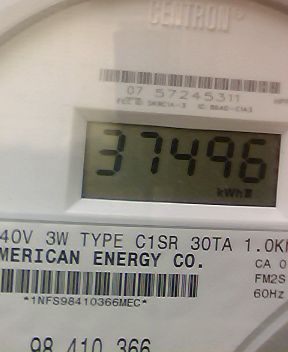 CENTRON®
07 57245311
37496
kWh
40V 3W TYPE C1SR 30TA 1.0K
MERICAN ENERGY CO.
CA 0
FM2S
60Hz
*1NFS98410366MEC*
98 410 366